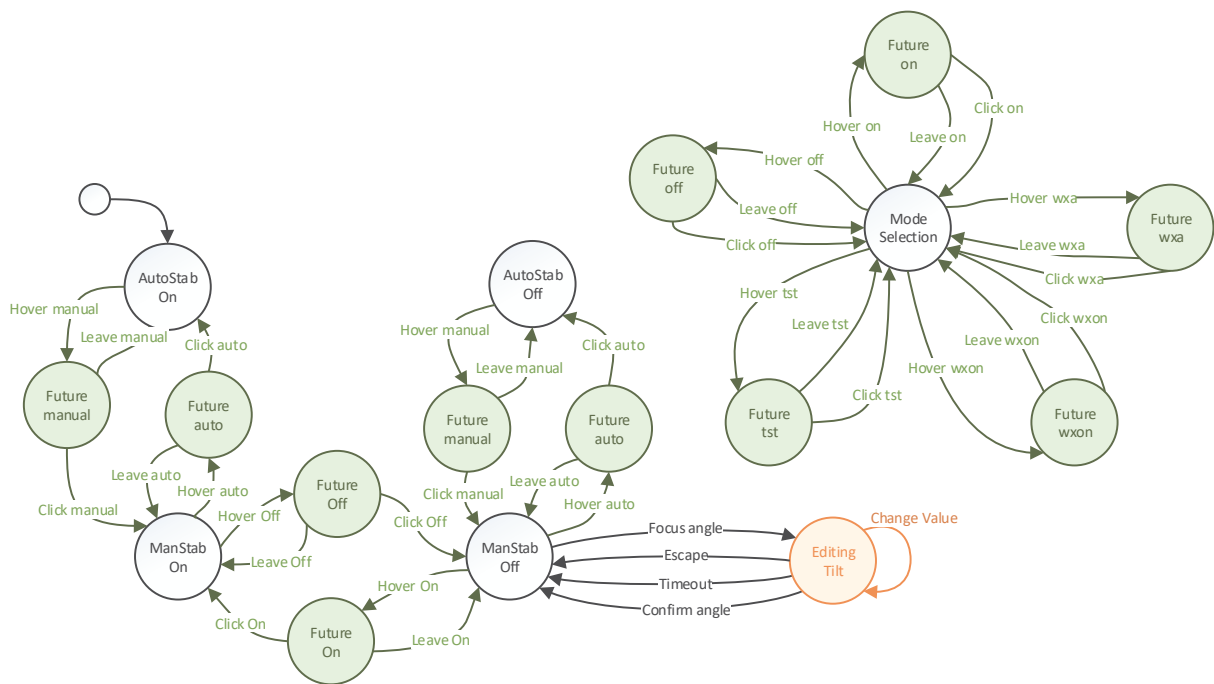 Future
on
Click on
Hover on
Leave on
Future
off
Hover off
Leave off
Click off
Mode
Selection
Hover wxa
Future
wxa
Leave wxa
Click wxa
Hover tst
Leave tst
Click tst
Future
tst
Click wxon
Leave wxon
Hover wxon
Future
wxon
AutoStab
On
Hover manual
Leave manual
Click auto
Future
manual
Future
auto
Leave auto
Hover auto
Click manual
ManStab
On
Hover Off
Leave Off
Future
Off
Click Off
AutoStab
Off
Hover manual
Leave manual
Click auto
Future
manual
Future
auto
Click manual
Leave auto
Hover auto
ManStab
Off
Hover On
Click On
Future
On
Leave On
Focus angle
Escape
Timeout
Confirm angle
Editing
Tilt
Change Value